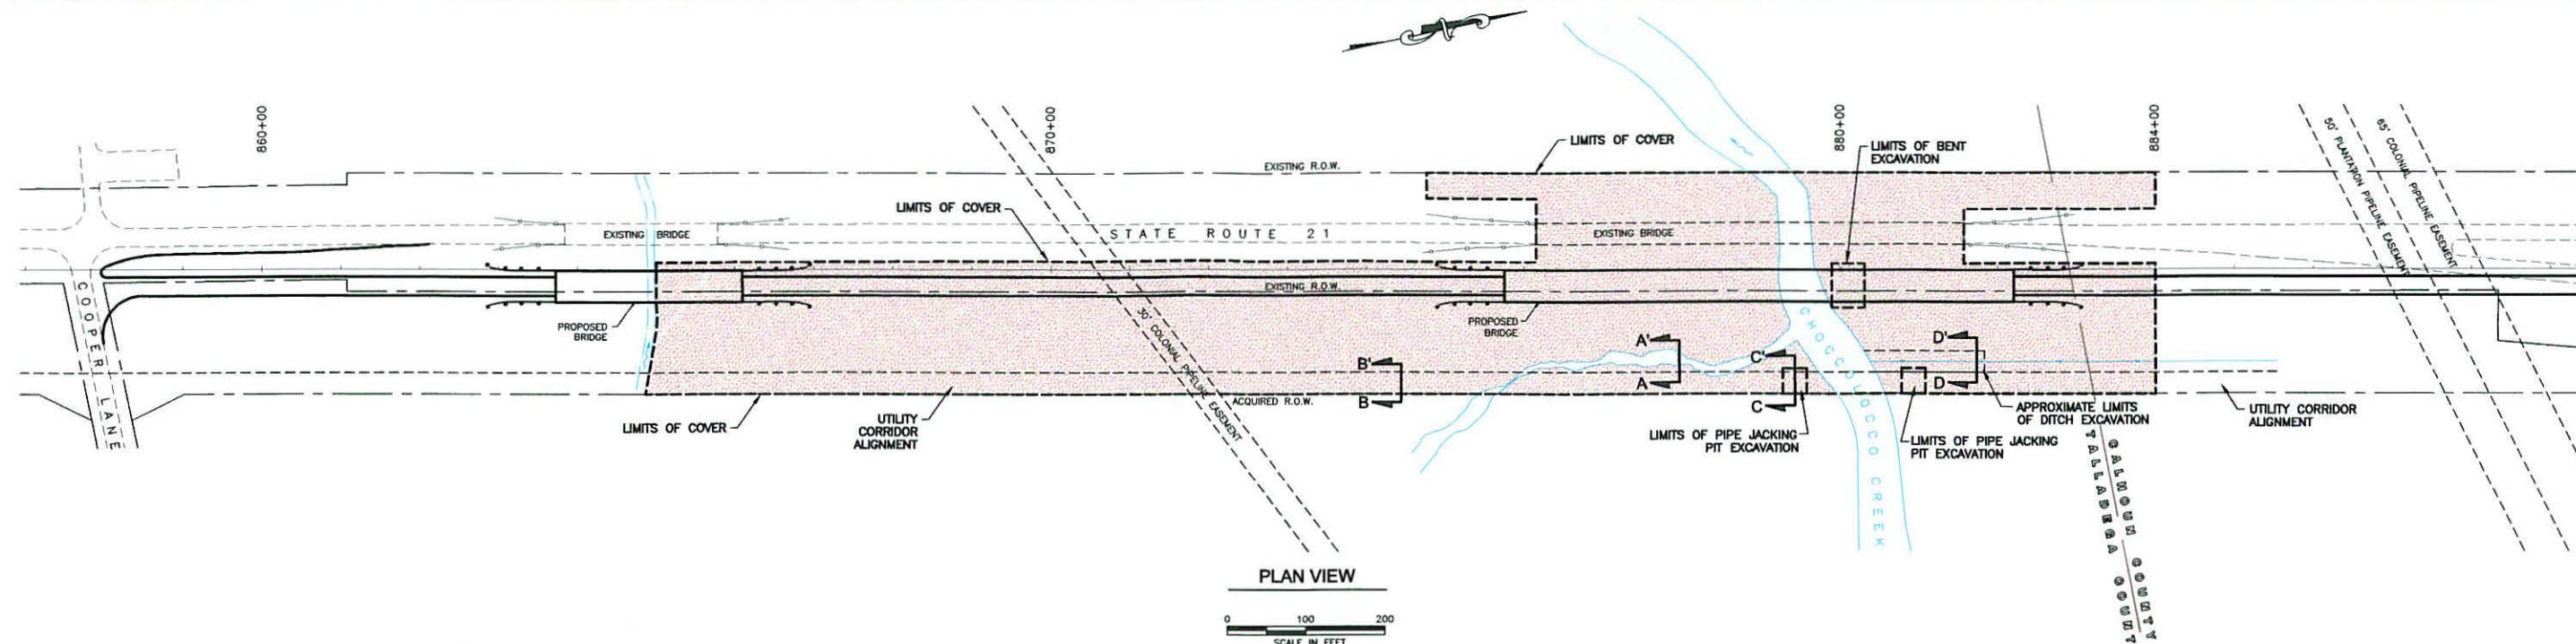 860+00
870+00
880+00
884+00
LIMITS OF COVER
LIMITS OF BENT
EXCAVATION
EXISTING R.O.W.
50' PLANTATION PIPELINE EASEMENT
65' COLONIAL PIPELINE EASEMENT
LIMITS OF COVER
EXISTING BRIDGE
STATE ROUTE 21
EXISTING BRIDGE
COOPER LANE
EXISTING R.O.W.
PROPOSED
BRIDGE
30' COLONIAL PIPELINE EASEMENT
PROPOSED
BRIDGE
CHOCCOLOCCO CREEK
A'
A
B'
B
C'
C
D'
D
ACQUIRED R.O.W.
LIMITS OF COVER
UTILITY
CORRIDOR
ALIGNMENT
LIMITS OF PIPE JACKING
PIT EXCAVATION
LIMITS OF PIPE JACKING
PIT EXCAVATION
APPROXIMATE LIMITS
OF DITCH EXCAVATION
UTILITY CORRIDOR
ALIGNMENT
CALHOUN COUNTY
TALLADEGA COUNT
PLAN VIEW
0 100 200
SCALE IN FEET